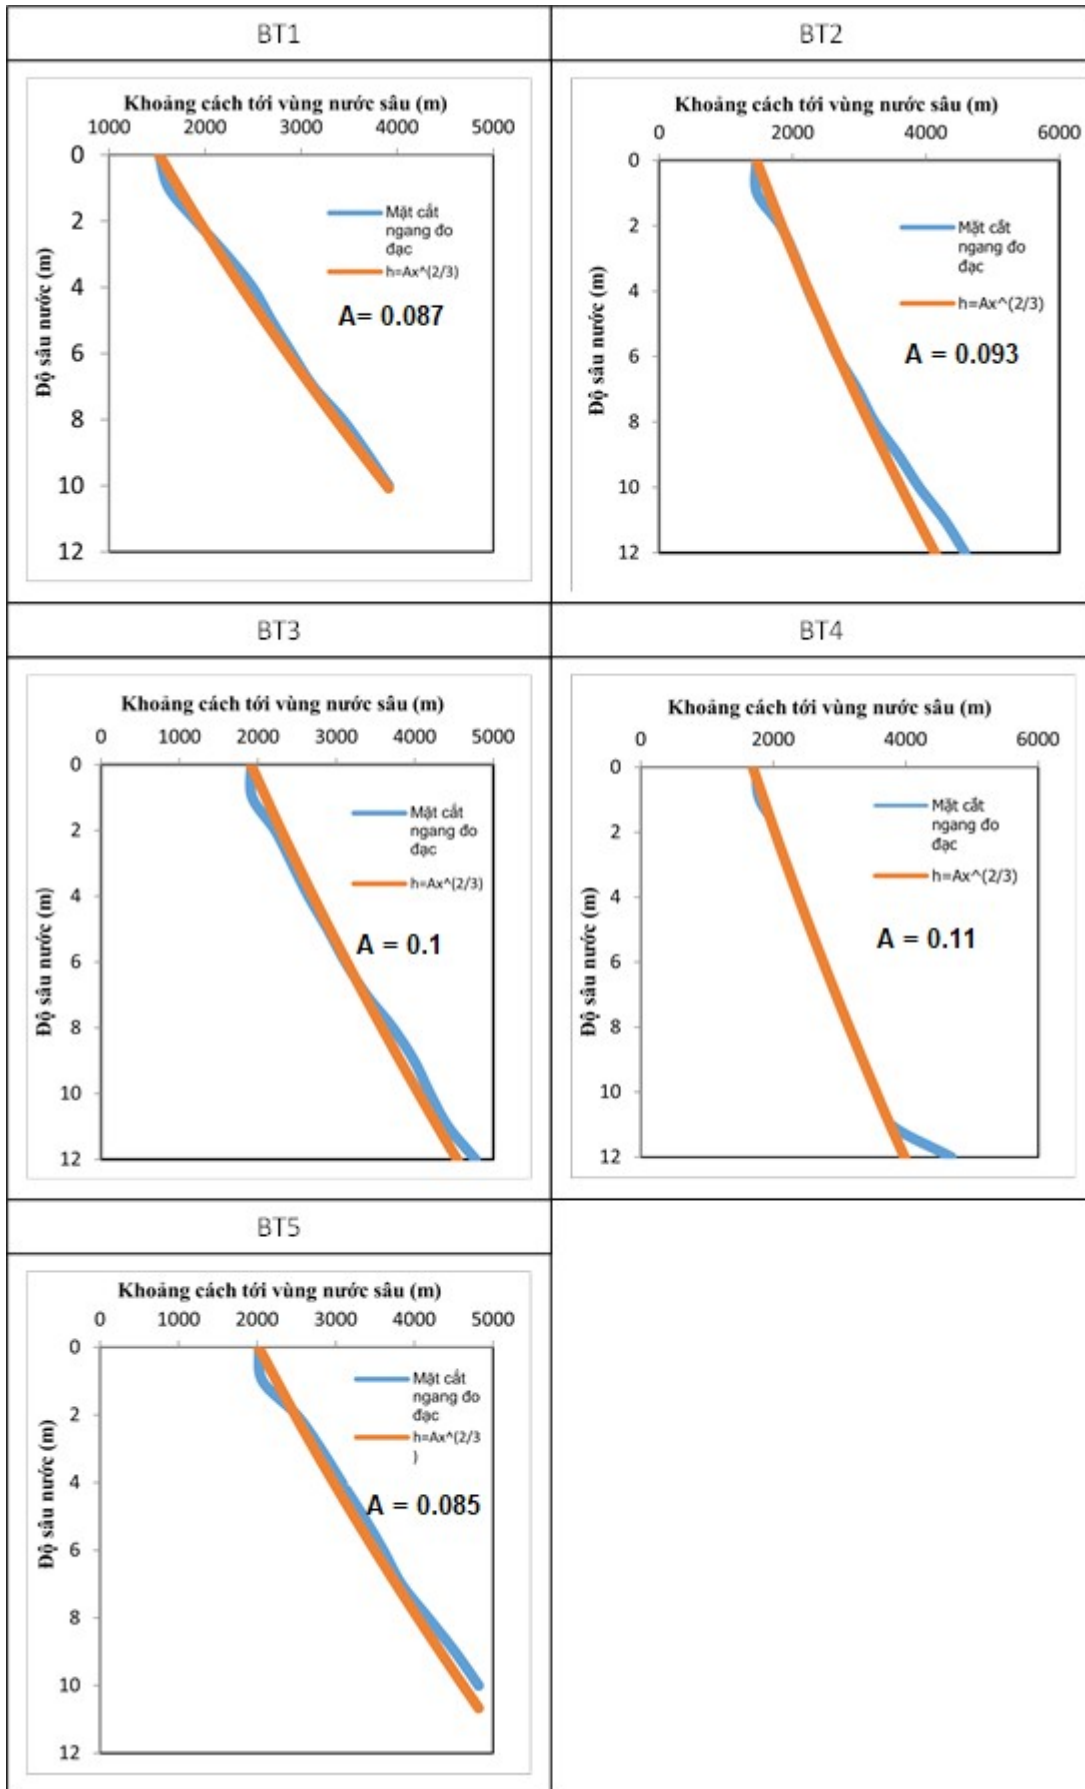 BT1
BT2
Khoảng cách tới vùng nước sâu (m)
1000 2000 3000 4000 5000
0
2
4
6
8
10
12
Độ sâu nước (m)
Mặt cắt
ngang đo
đạc
h=Ax^(2/3)
A= 0.087
Khoảng cách tới vùng nước sâu (m)
0 2000 4000 6000
0
2
4
6
8
10
12
Độ sâu nước (m)
Mặt cắt
ngang đo
đạc
h=Ax^(2/3)
A = 0.093
BT3
BT4
Khoảng cách tới vùng nước sâu (m)
0 1000 2000 3000 4000 5000
0
2
4
6
8
10
12
Độ sâu nước (m)
Mặt cắt
ngang đo
đạc
h=Ax^(2/3)
A = 0.1
Khoảng cách tới vùng nước sâu (m)
0 2000 4000 6000
0
2
4
6
8
10
12
Độ sâu nước (m)
Mặt cắt
ngang đo
đạc
h=Ax^(2/3)
A = 0.11
BT5
Khoảng cách tới vùng nước sâu (m)
0 1000 2000 3000 4000 5000
0
2
4
6
8
10
12
Độ sâu nước (m)
Mặt cắt
ngang đo
đạc
h=Ax^(2/3
)
A = 0.085